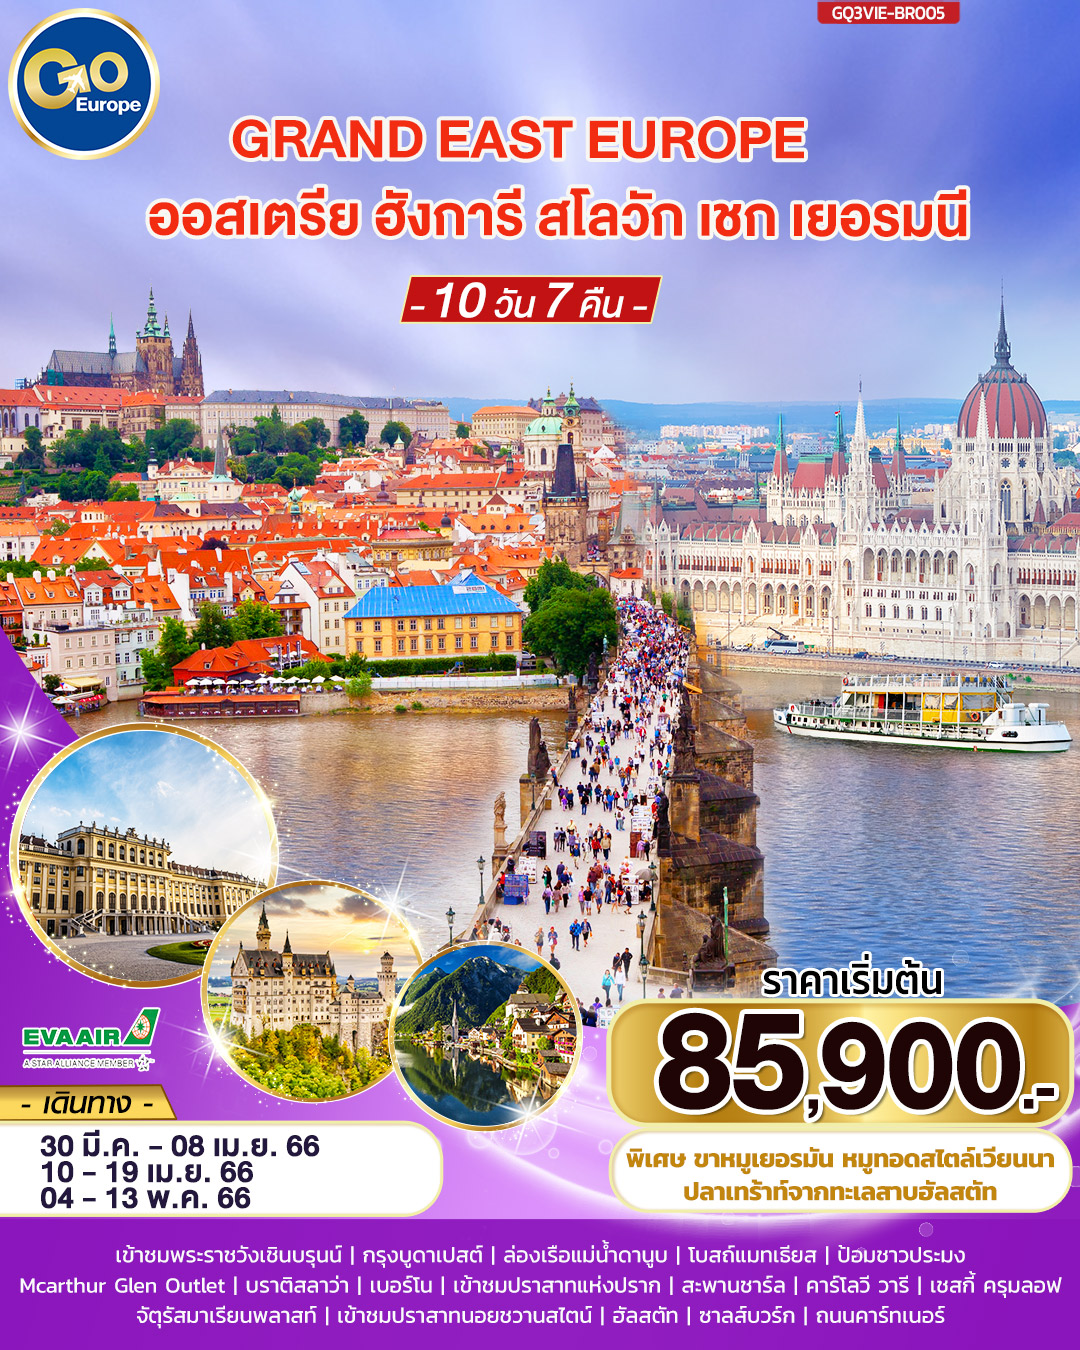 GQ3VIE-BR005
GO
Europe
GRAND EAST EUROPE
ออสเตรีย ฮังการี สโลวัก เชก เยอรมนี
- 10 วัน 7 คืน -
ราคาเริ่มต้น
85,900.-
EVA AIR
A STAR ALLIANCE MEMBER
- เดินทาง -
30 มี.ค. - 08 เม.ย. 66
10 - 19 เม.ย. 66
04 - 13 พ.ค. 66
พิเศษ ขาหมูเยอรมัน หมูทอดสไตล์เวียนนา
ปลาเทร้าท์จากทะเลสาบฮัลสตัท
เข้าชมพระราชวังเชินบรุนน์ | กรุงบูดาเปสต์ | ล่องเรือแม่น้ำดานูบ | โบสถ์แมทเธียส | ป้อมชาวประมง
Mcarthur Glen Outlet | บราติสลาว่า | เบอร์โน | เข้าชมปราสาทแห่งปราก | สะพานชาร์ล | คาร์โลวี วารี | เชสกี้ ครุมลอฟ
จัตุรัสมาเรียนพลาสท์ | เข้าชมปราสาทนอยชวานสไตน์ | ฮัลสตัท | ซาลส์บวร์ก | ถนนคาร์ทเนอร์